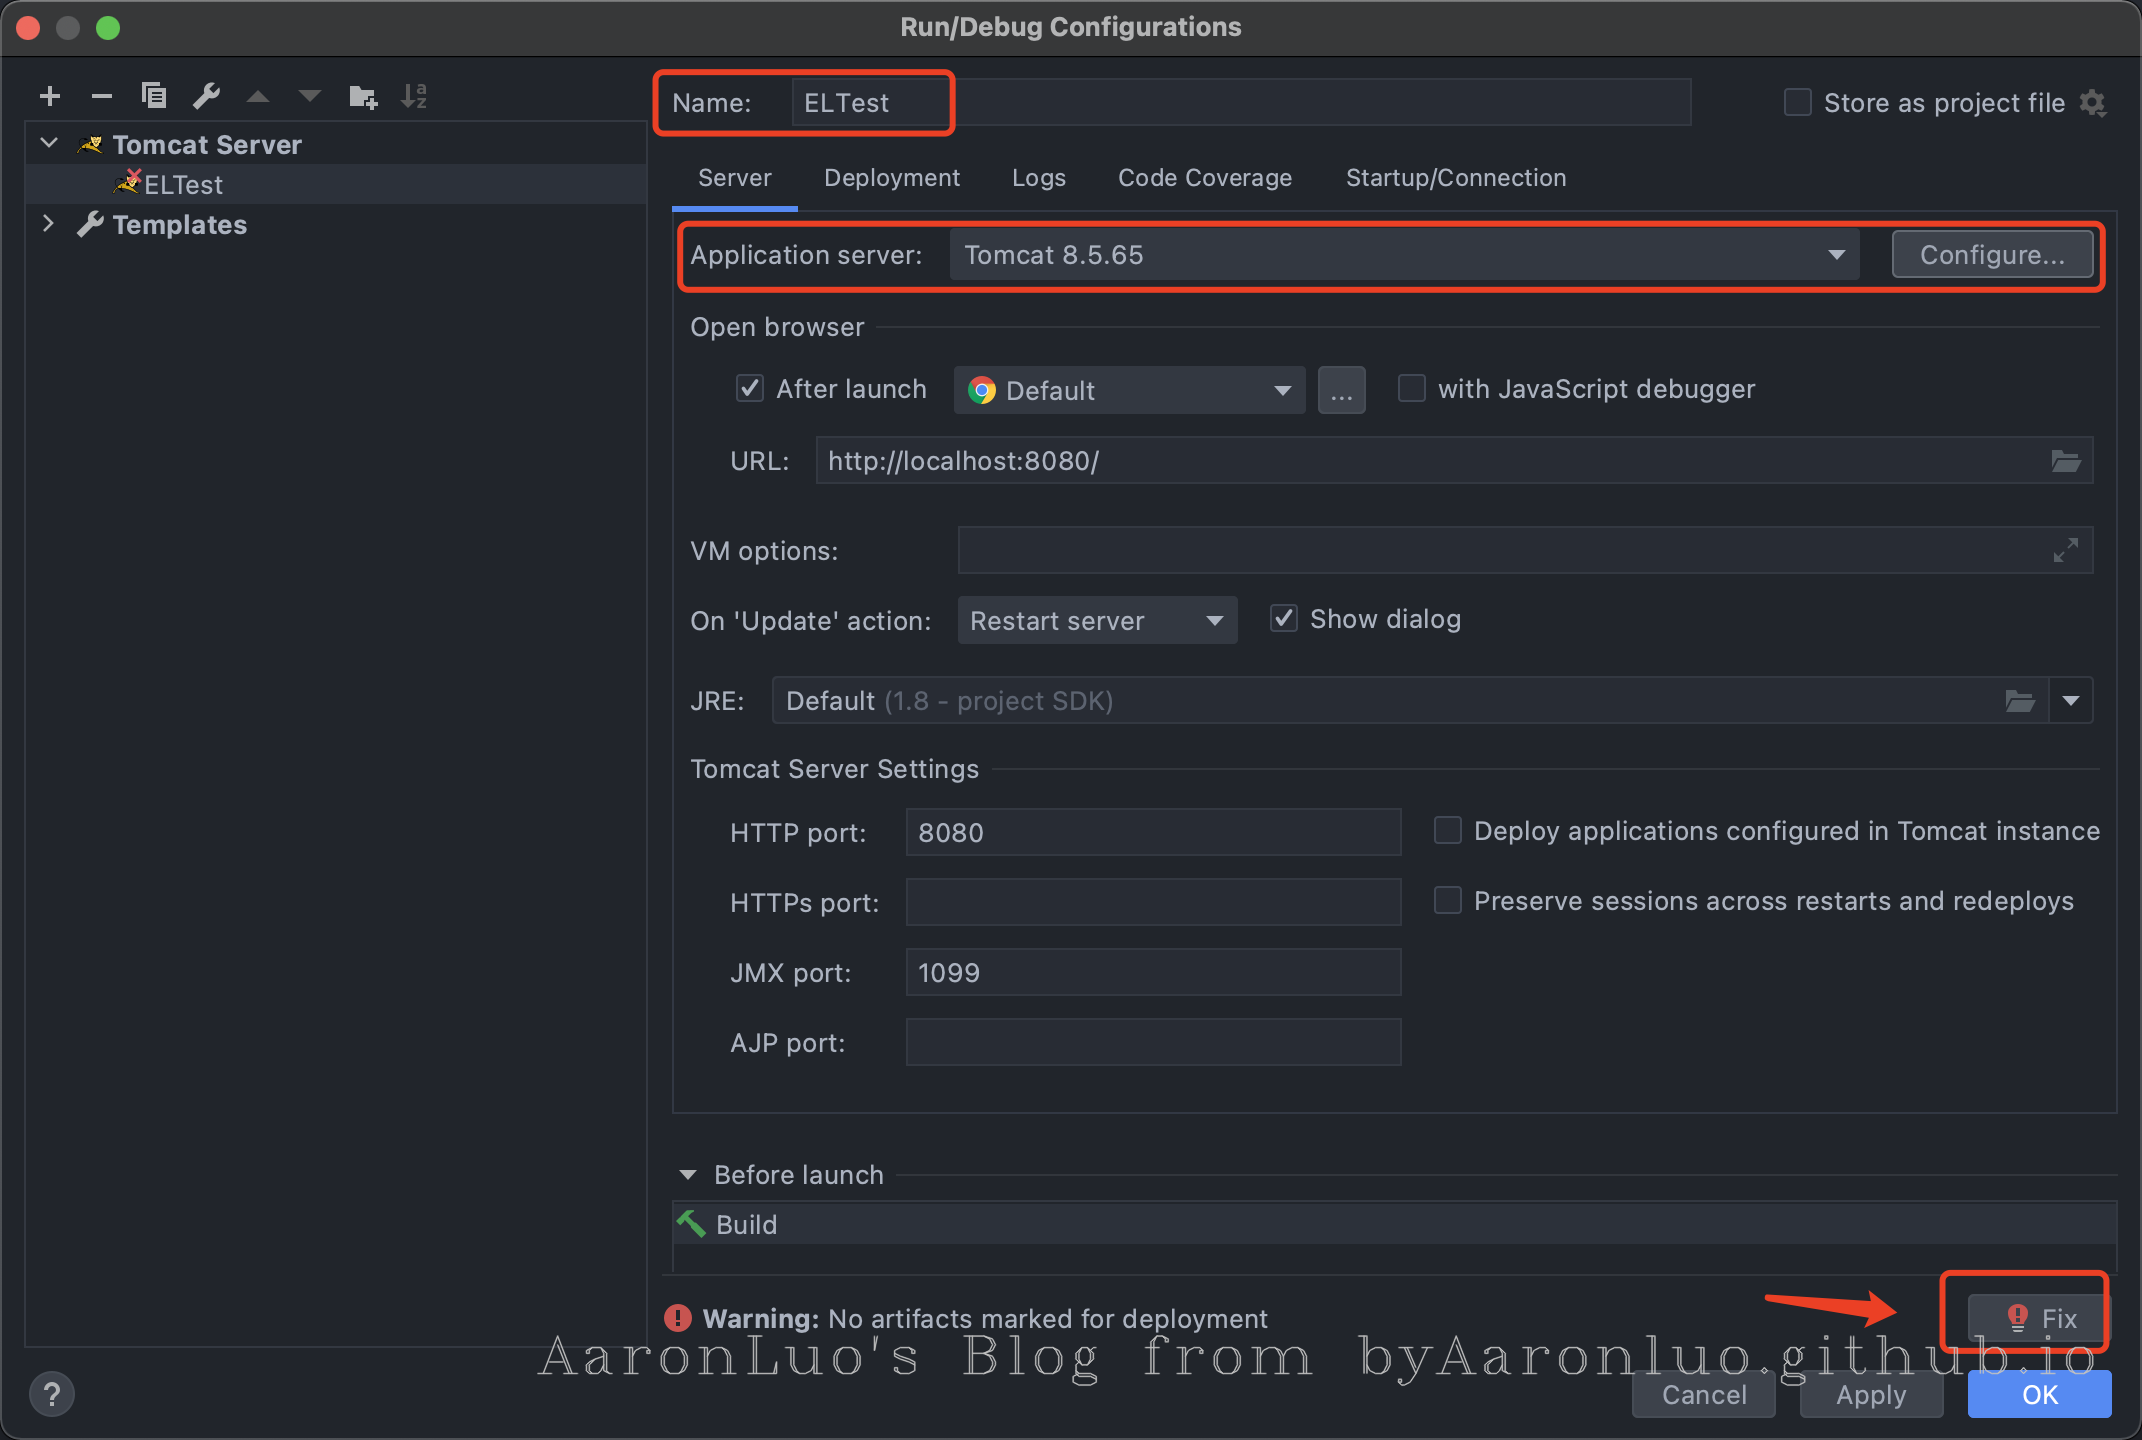 Run/Debug Configurations
Name: ELTest
Store as project file
Tomcat Server
ELTest
Templates
Server Deployment Logs Code Coverage Startup/Connection
Application server: Tomcat 8.5.65 Configure...
Open browser
After launch Default ... with JavaScript debugger
URL: http://localhost:8080/
VM options:
On 'Update' action: Restart server Show dialog
JRE: Default (1.8 - project SDK)
Tomcat Server Settings
HTTP port: 8080 Deploy applications configured in Tomcat instance
HTTPs port: Preserve sessions across restarts and redeploys
JMX port: 1099
AJP port:
Before launch
Build
Warning: No artifacts marked for deployment Fix
AaronLuo's Blog from byAaronluo.github.io
? Cancel Apply OK